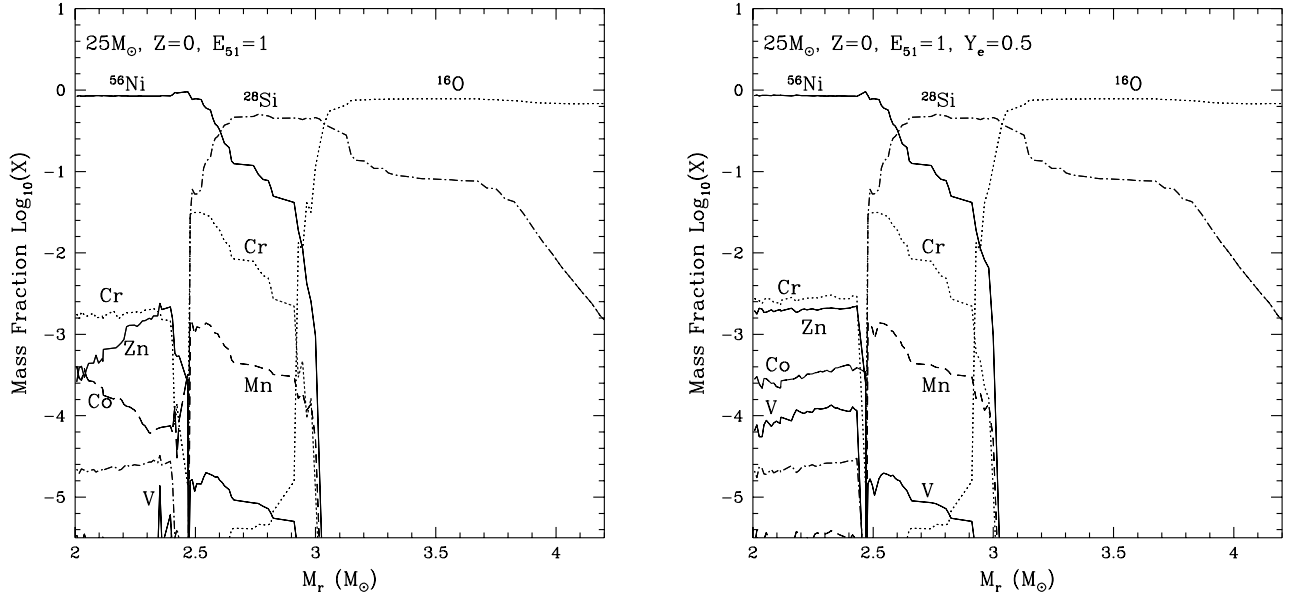 25M⊙, Z=0, E51=1
56Ni
28Si
16O
Cr
Cr
Zn
Mn
Co
V
V
1
0
−1
−2
−3
−4
−5
Mass Fraction Log10(X)
2
2.5
3
3.5
4
Mr (M⊙)
25M⊙, Z=0, E51=1, Ye=0.5
56Ni
28Si
16O
Cr
Cr
Zn
Co
Mn
V
V
1
0
−1
−2
−3
−4
−5
Mass Fraction Log10(X)
2
2.5
3
3.5
4
Mr (M⊙)